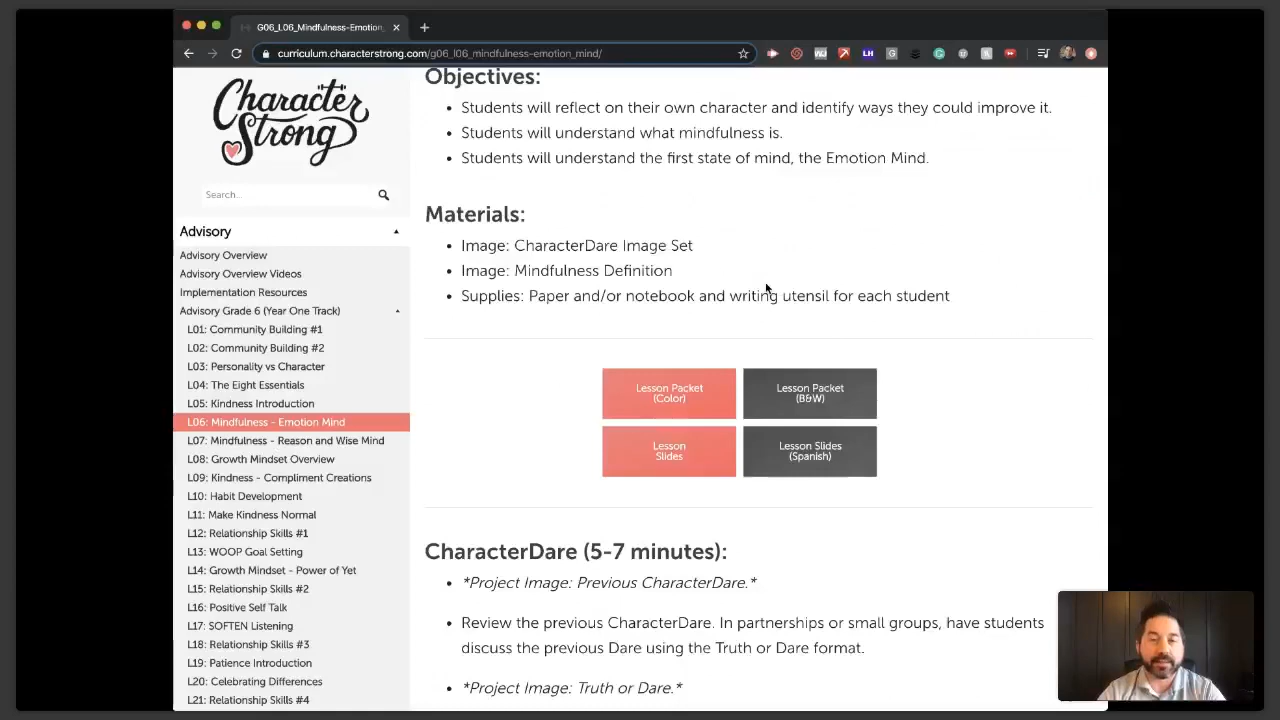 G06_L06_Mindfulness-Emotion_
curriculum.characterstrong.com/g06_l06_mindfulness-emotion_mind/
Character
Strong
Search...
Advisory
Advisory Overview
Advisory Overview Videos
Implementation Resources
Advisory Grade 6 (Year One Track)
L01: Community Building #1
L02: Community Building #2
L03: Personality vs Character
L04: The Eight Essentials
L05: Kindness Introduction
L06: Mindfulness - Emotion Mind
L07: Mindfulness - Reason and Wise Mind
L08: Growth Mindset Overview
L09: Kindness - Compliment Creations
L10: Habit Development
L11: Make Kindness Normal
L12: Relationship Skills #1
L13: WOOP Goal Setting
L14: Growth Mindset - Power of Yet
L15: Relationship Skills #2
L16: Positive Self Talk
L17: SOFTEN Listening
L18: Relationship Skills #3
L19: Patience Introduction
L20: Celebrating Differences
L21: Relationship Skills #4
Objectives:
• Students will reflect on their own character and identify ways they could improve it.
• Students will understand what mindfulness is.
• Students will understand the first state of mind, the Emotion Mind.
Materials:
• Image: CharacterDare Image Set
• Image: Mindfulness Definition
• Supplies: Paper and/or notebook and writing utensil for each student
Lesson Packet
(Color)
Lesson Packet
(B&W)
Lesson
Slides
Lesson Slides
(Spanish)
CharacterDare (5-7 minutes):
• *Project Image: Previous CharacterDare.*
• Review the previous CharacterDare. In partnerships or small groups, have students
discuss the previous Dare using the Truth or Dare format.
• *Project Image: Truth or Dare.*